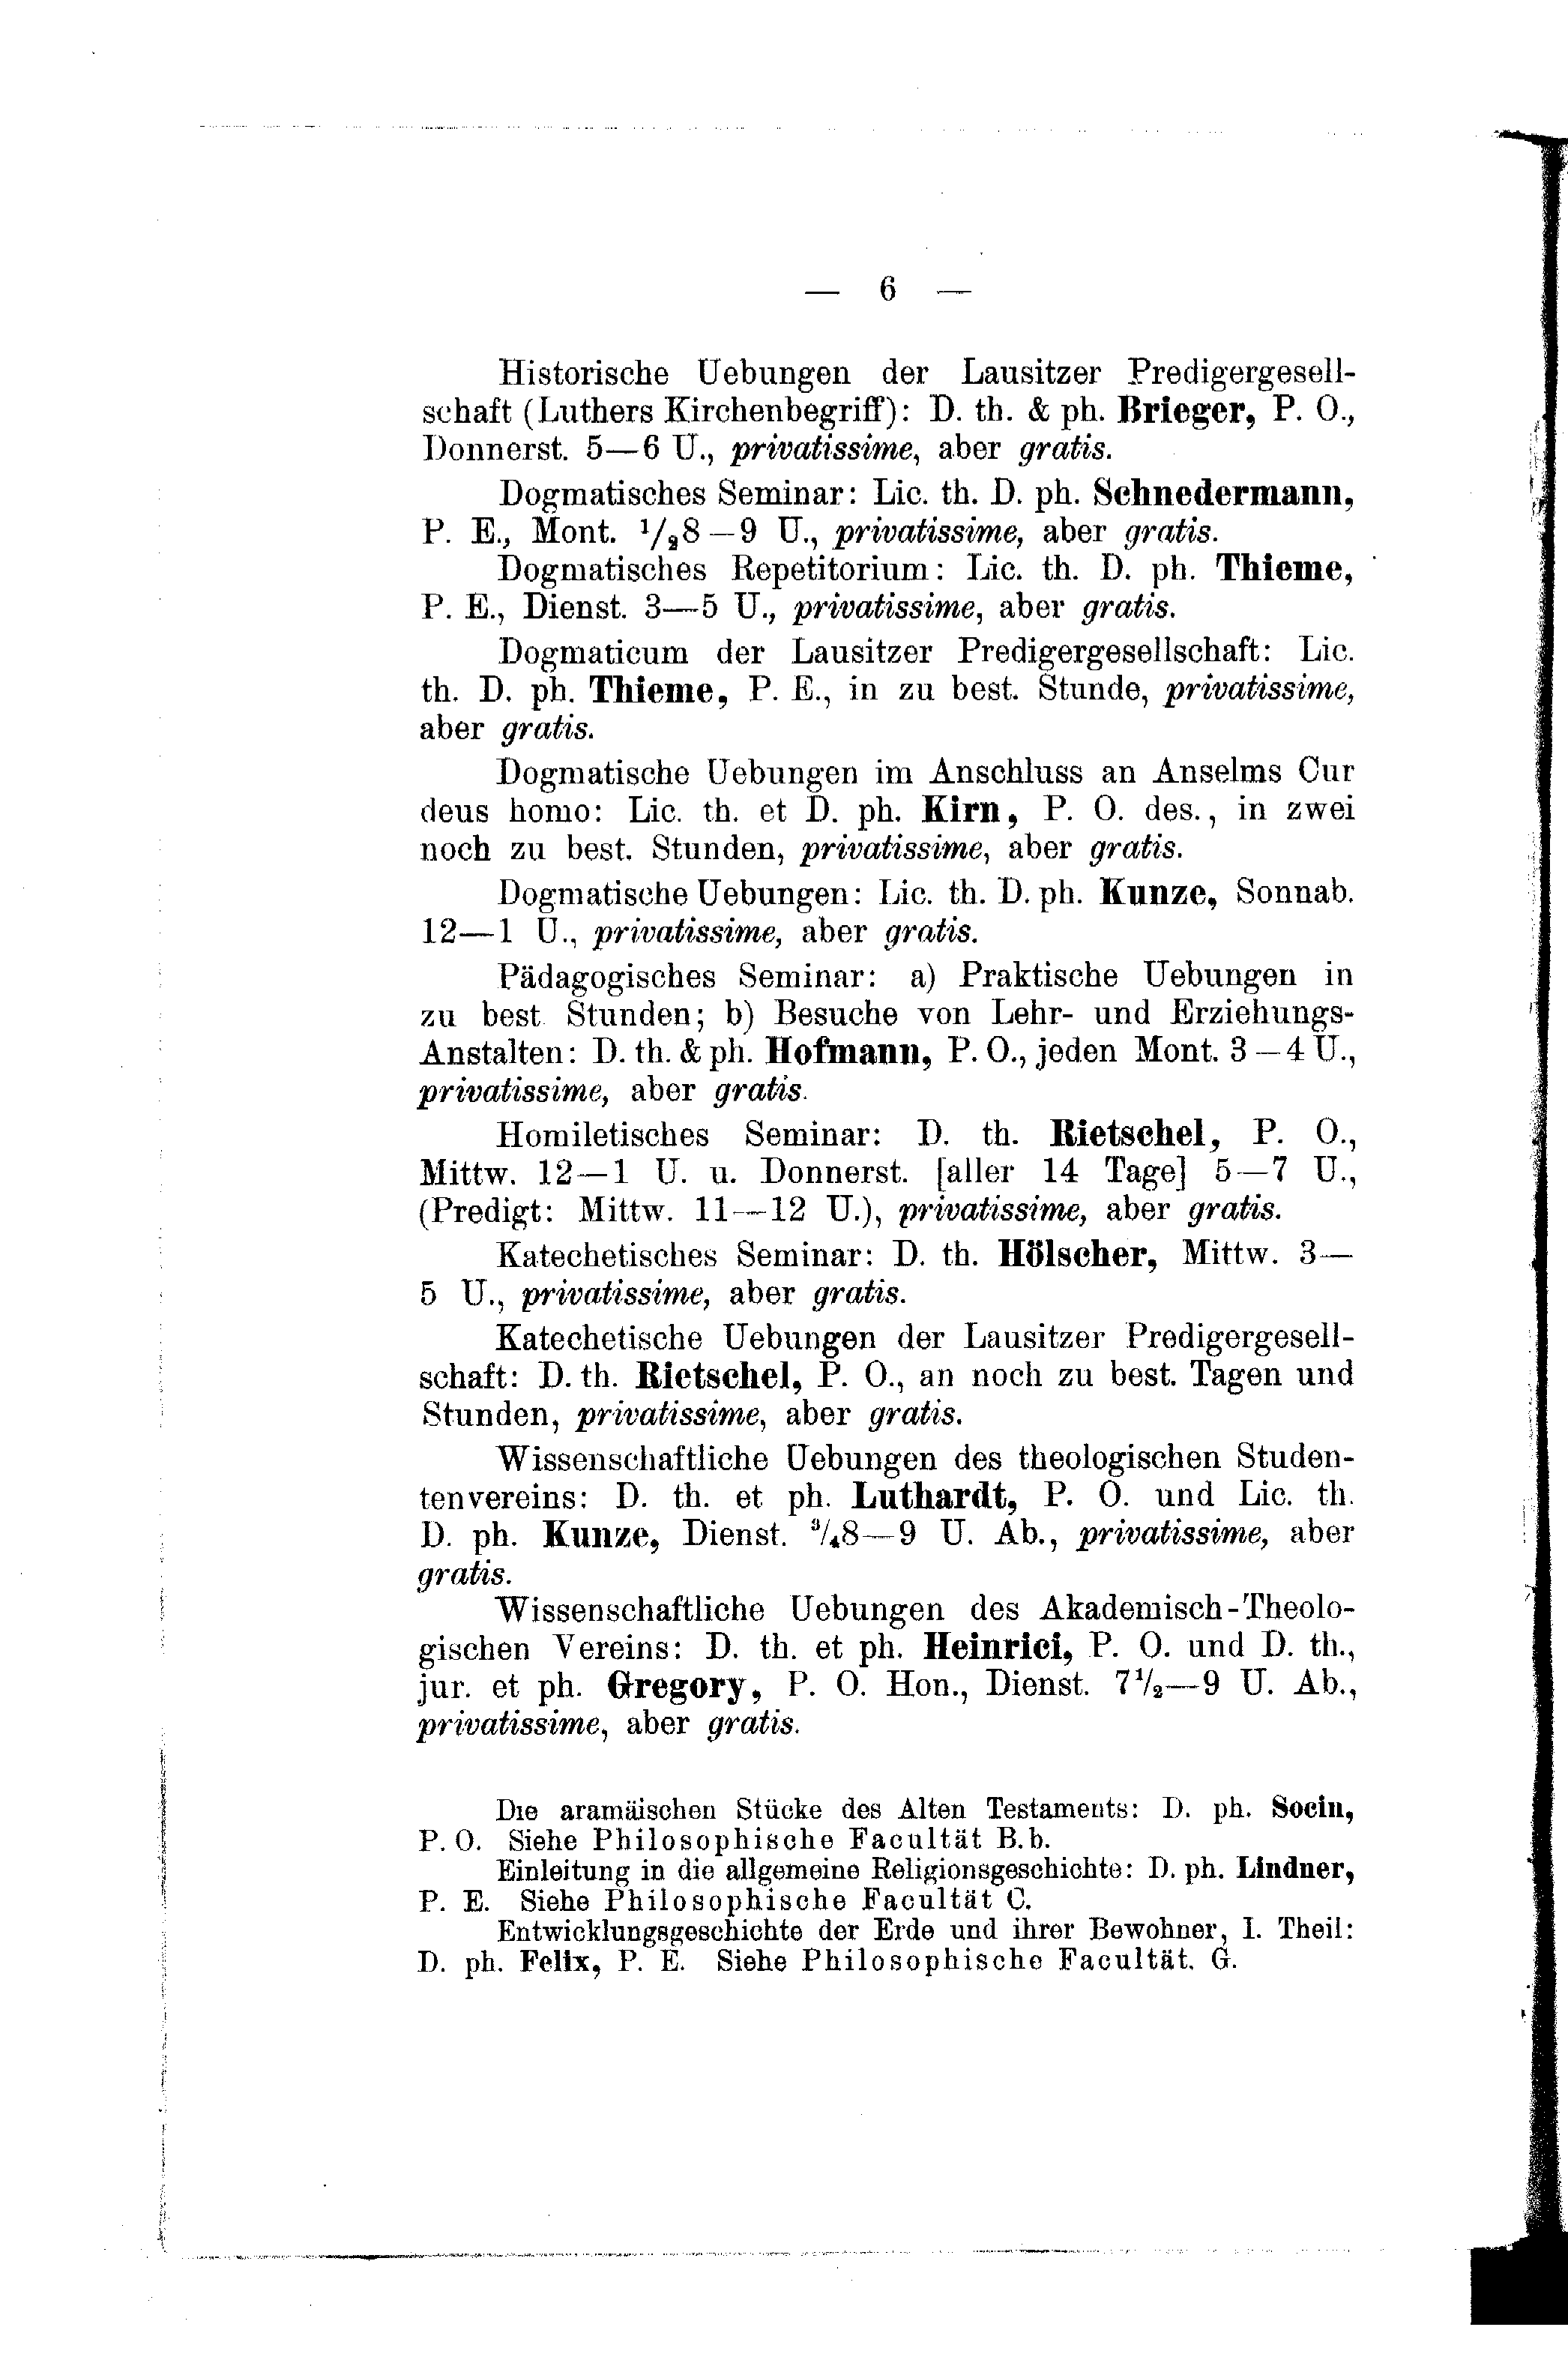 — 6 —
Historische Uebungen der Lausitzer Predigergesell-
schaft (Luthers Kirchenbegriff): D. th. & ph. Brieger, P. O.,
Donnerst. 5—6 U., privatissime, aber gratis.
Dogmatisches Seminar: Lic. th. D. ph. Schnedermann,
P. E., Mont. 1/28—9 U., privatissime, aber gratis.
Dogmatisches Repetitorium: Lic. th. D. ph. Thieme,
P. E., Dienst. 3—5 U., privatissime, aber gratis.
Dogmaticum der Lausitzer Predigergesellschaft: Lic.
th. D. ph. Thieme, P. E., in zu best. Stunde, privatissime,
aber gratis.
Dogmatische Uebungen im Anschluss an Anselms Cur
deus homo: Lic. th. et D. ph. Kirn, P. O. des., in zwei
noch zu best. Stunden, privatissime, aber gratis.
Dogmatische Uebungen: Lic. th. D. ph. Kunze, Sonnab.
12—1 U., privatissime, aber gratis.
Pädagogisches Seminar: a) Praktische Uebungen in
zu best. Stunden; b) Besuche von Lehr- und Erziehungs-
Anstalten: D. th. & ph. Hofmann, P. O., jeden Mont. 3—4 U.,
privatissime, aber gratis.
Homiletisches Seminar: D. th. Rietschel, P. O.,
Mittw. 12—1 U. u. Donnerst. [aller 14 Tage] 5—7 U.,
(Predigt: Mittw. 11—12 U.), privatissime, aber gratis.
Katechetisches Seminar: D. th. Hölscher, Mittw. 3—
5 U., privatissime, aber gratis.
Katechetische Uebungen der Lausitzer Predigergesell-
schaft: D. th. Rietschel, P. O., an noch zu best. Tagen und
Stunden, privatissime, aber gratis.
Wissenschaftliche Uebungen des theologischen Studen-
tenvereins: D. th. et ph. Luthardt, P. O. und Lic. th.
D. ph. Kunze, Dienst. 3/48—9 U. Ab., privatissime, aber
gratis.
Wissenschaftliche Uebungen des Akademisch-Theolo-
gischen Vereins: D. th. et ph. Heinrici, P. O. und D. th.,
jur. et ph. Gregory, P. O. Hon., Dienst. 7 1/2—9 U. Ab.,
privatissime, aber gratis.
Die aramäischen Stücke des Alten Testaments: D. ph. Socin,
P. O. Siehe Philosophische Facultät B. b.
Einleitung in die allgemeine Religionsgeschichte: D. ph. Lindner,
P. E. Siehe Philosophische Facultät C.
Entwicklungsgeschichte der Erde und ihrer Bewohner, I. Theil:
D. ph. Felix, P. E. Siehe Philosophische Facultät. G.